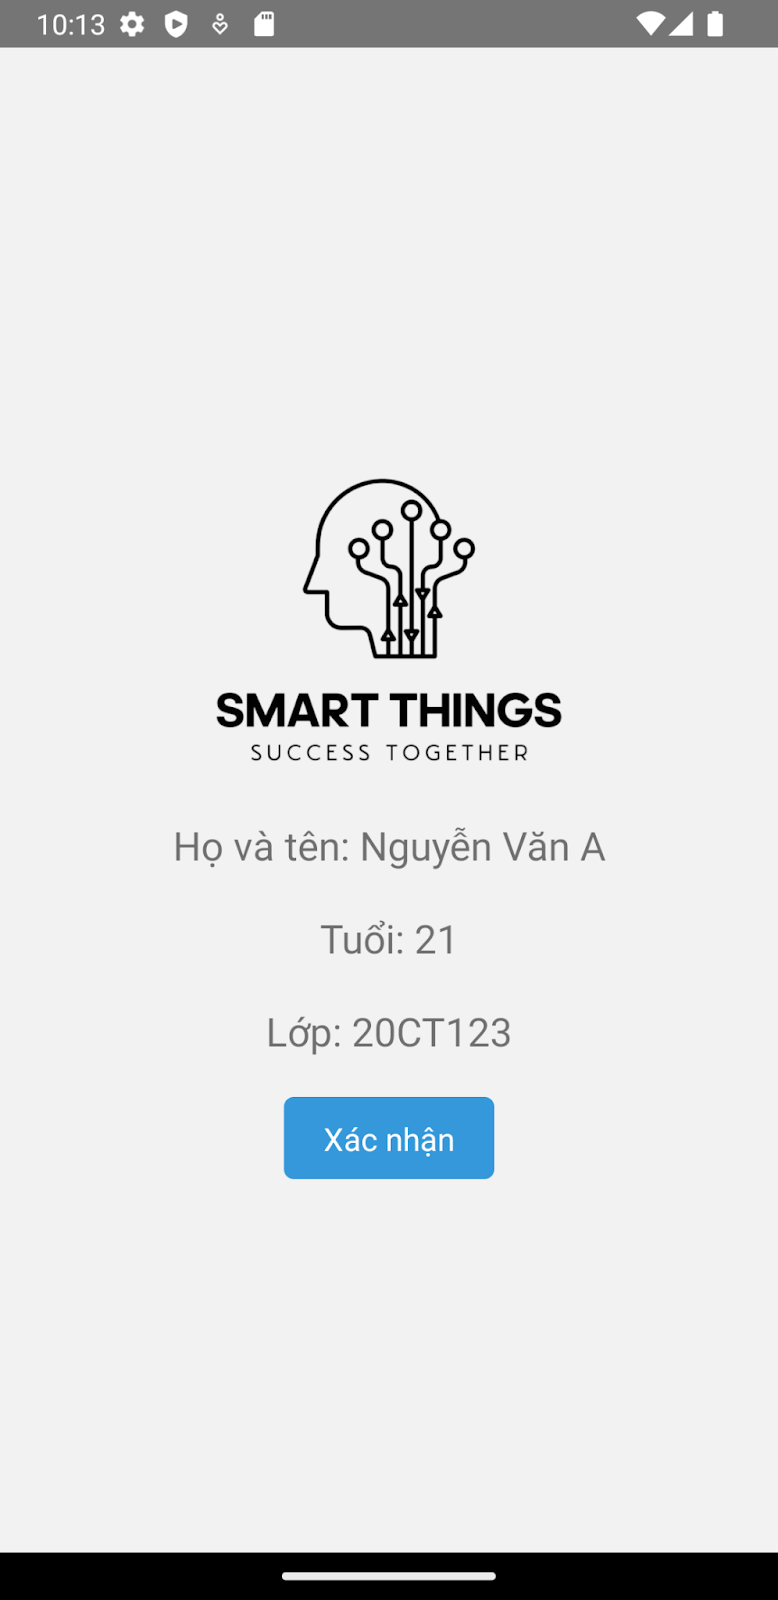 10:13
SMART THINGS
SUCCESS TOGETHER
Họ và tên: Nguyễn Văn A
Tuổi: 21
Lớp: 20CT123
Xác nhận